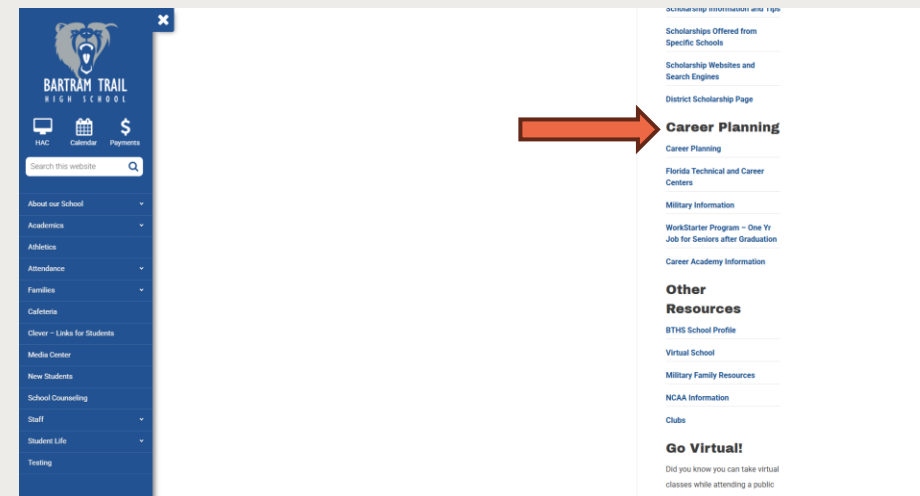 BARTRAM TRAIL
HIGH SCHOOL
HAC Calendar Payments
Search this website
About our School
Academics
Athletics
Attendance
Families
Cafeteria
Clever – Links for Students
Media Center
New Students
School Counseling
Staff
Student Life
Testing
Scholarship Information and Tips
Scholarships Offered from
Specific Schools
Scholarship Websites and
Search Engines
District Scholarship Page
Career Planning
Career Planning
Florida Technical and Career
Centers
Military Information
WorkStarter Program – One Yr
Job for Seniors after Graduation
Career Academy Information
Other
Resources
BTHS School Profile
Virtual School
Military Family Resources
NCAA Information
Clubs
Go Virtual!
Did you know you can take virtual
classes while attending a public